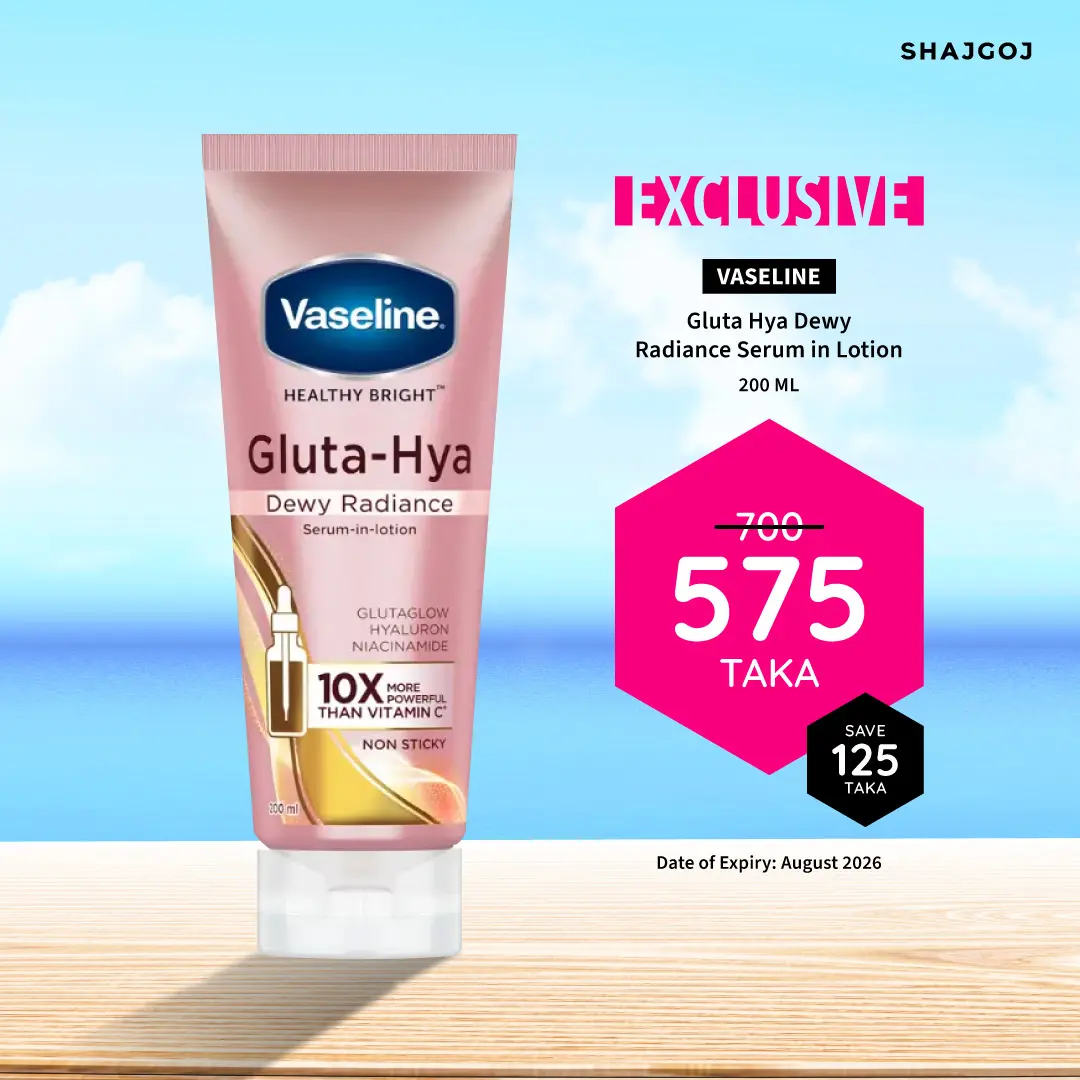 SHAJGOJ
EXCLUSIVE
VASELINE
Gluta Hya Dewy
Radiance Serum in Lotion
200 ML
700
575
TAKA
SAVE
125
TAKA
Date of Expiry: August 2026
Vaseline®
HEALTHY BRIGHT™
Gluta-Hya
Dewy Radiance
Serum-in-lotion
GLUTAGLOW
HYALURON
NIACINAMIDE
10X MORE
POWERFUL
THAN VITAMIN C*
NON STICKY
200 ml